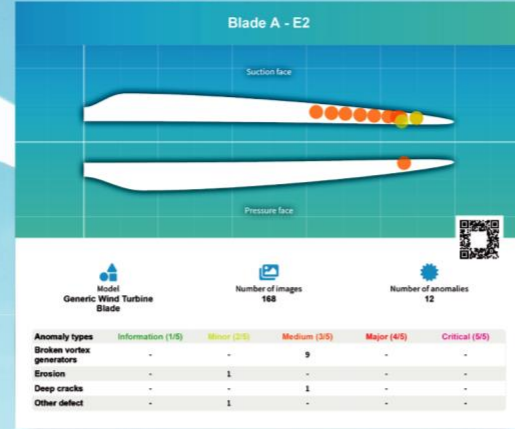 Blade A - E2
Suction face
Pressure face
Model
Generic Wind Turbine
Blade
Number of images
168
Number of anomalies
12
Anomaly types Information (1/5) Minor (2/5) Medium (3/5) Major (4/5) Critical (5/5)
Broken vortex
generators - - 9 - -
Erosion - 1 - - -
Deep cracks - - 1 - -
Other defect - 1 - - -